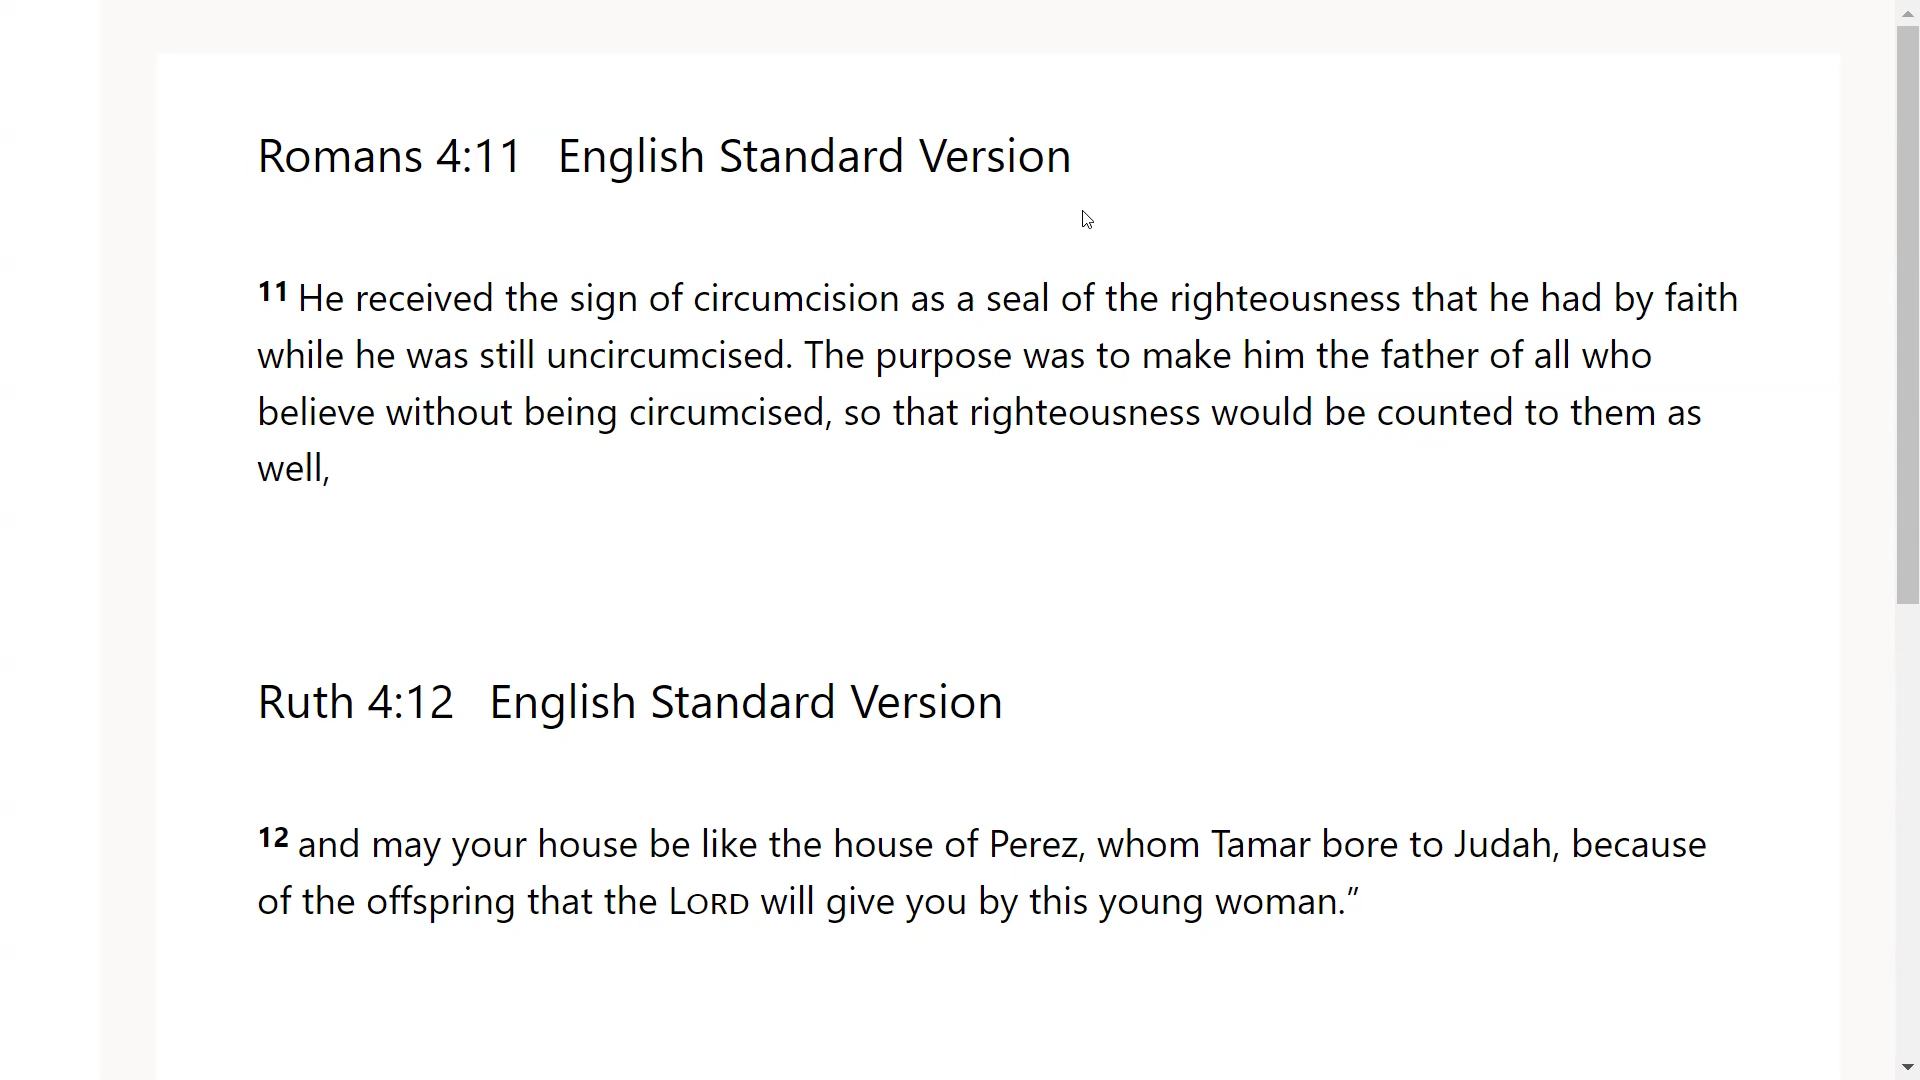 Romans 4:11 English Standard Version
11 He received the sign of circumcision as a seal of the righteousness that he had by faith
while he was still uncircumcised. The purpose was to make him the father of all who
believe without being circumcised, so that righteousness would be counted to them as
well,
Ruth 4:12 English Standard Version
12 and may your house be like the house of Perez, whom Tamar bore to Judah, because
of the offspring that the LORD will give you by this young woman.”